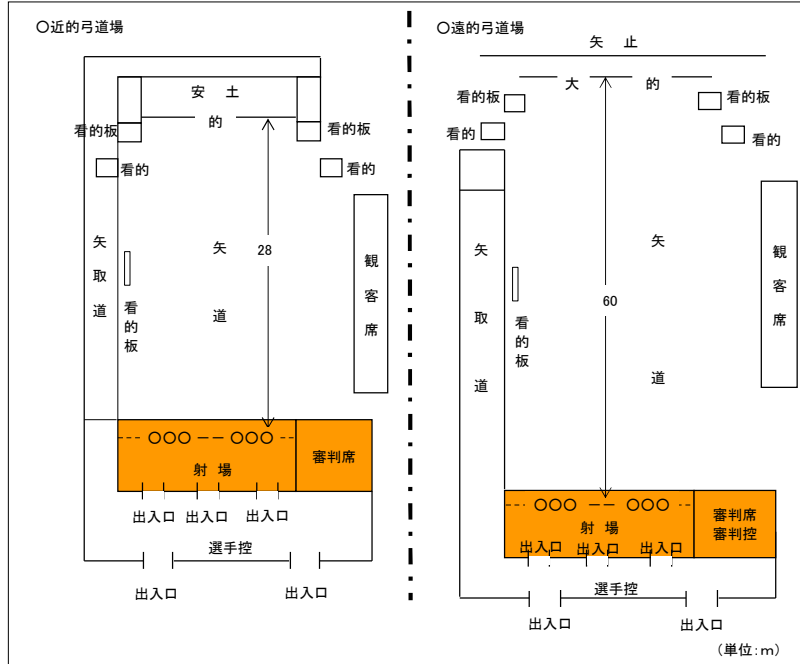 〇近的弓道場
安土
的
看的板
看的板
看的
看的
矢取道
看的板
矢道
28
観客席
〇〇〇 〇〇〇
射場
審判席
出入口 出入口 出入口
選手控
出入口
出入口
〇遠的弓道場
矢止
大的
看的板
看的板
看的
看的
矢取道
看的板
矢道
60
観客席
〇〇〇 〇〇〇
射場
審判席
審判控
出入口 出入口 出入口
選手控
出入口
出入口
（単位：m）